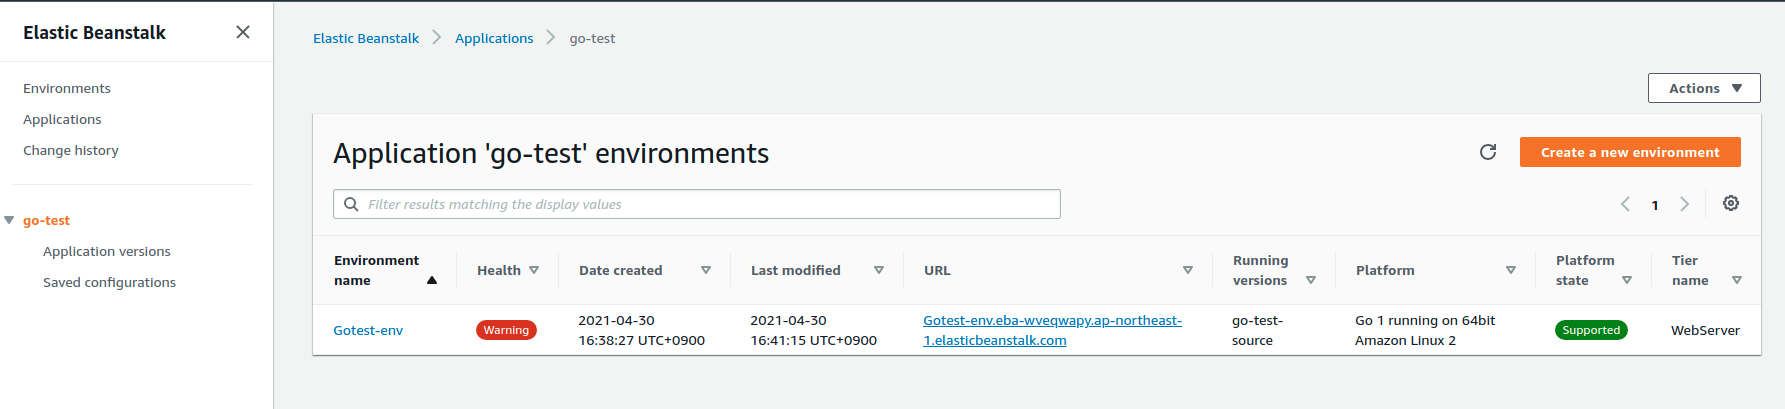 Elastic Beanstalk
Environments
Applications
Change history
go-test
Application versions
Saved configurations
Elastic Beanstalk > Applications > go-test
Actions
Application 'go-test' environments
Create a new environment
Filter results matching the display values
1
Environment name
Health
Date created
Last modified
URL
Running versions
Platform
Platform state
Tier name
Gotest-env
Warning
2021-04-30
16:38:27 UTC+0900
2021-04-30
16:41:15 UTC+0900
Gotest-env.eba-wveqwapy.ap-northeast-
1.elasticbeanstalk.com
go-test-
source
Go 1 running on 64bit
Amazon Linux 2
Supported
WebServer